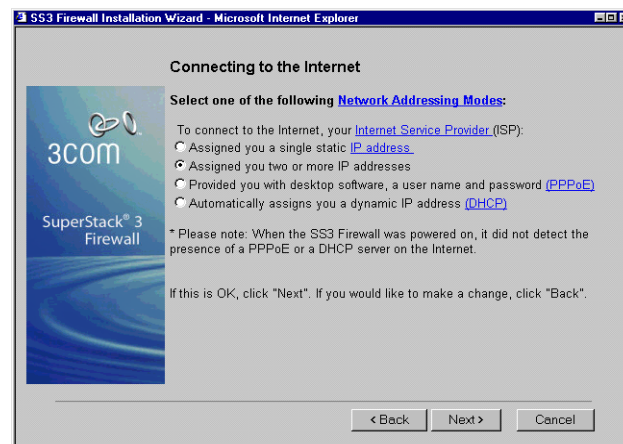 SS3 Firewall Installation Wizard - Microsoft Internet Explorer
Connecting to the Internet
Select one of the following Network Addressing Modes:
To connect to the Internet, your Internet Service Provider (ISP):
Assigned you a single static IP address
Assigned you two or more IP addresses
Provided you with desktop software, a user name and password (PPPoE)
Automatically assigns you a dynamic IP address (DHCP)
* Please note: When the SS3 Firewall was powered on, it did not detect the
presence of a PPPoE or a DHCP server on the Internet.
If this is OK, click "Next". If you would like to make a change, click "Back".
3COM
SuperStack® 3
Firewall
< Back
Next >
Cancel